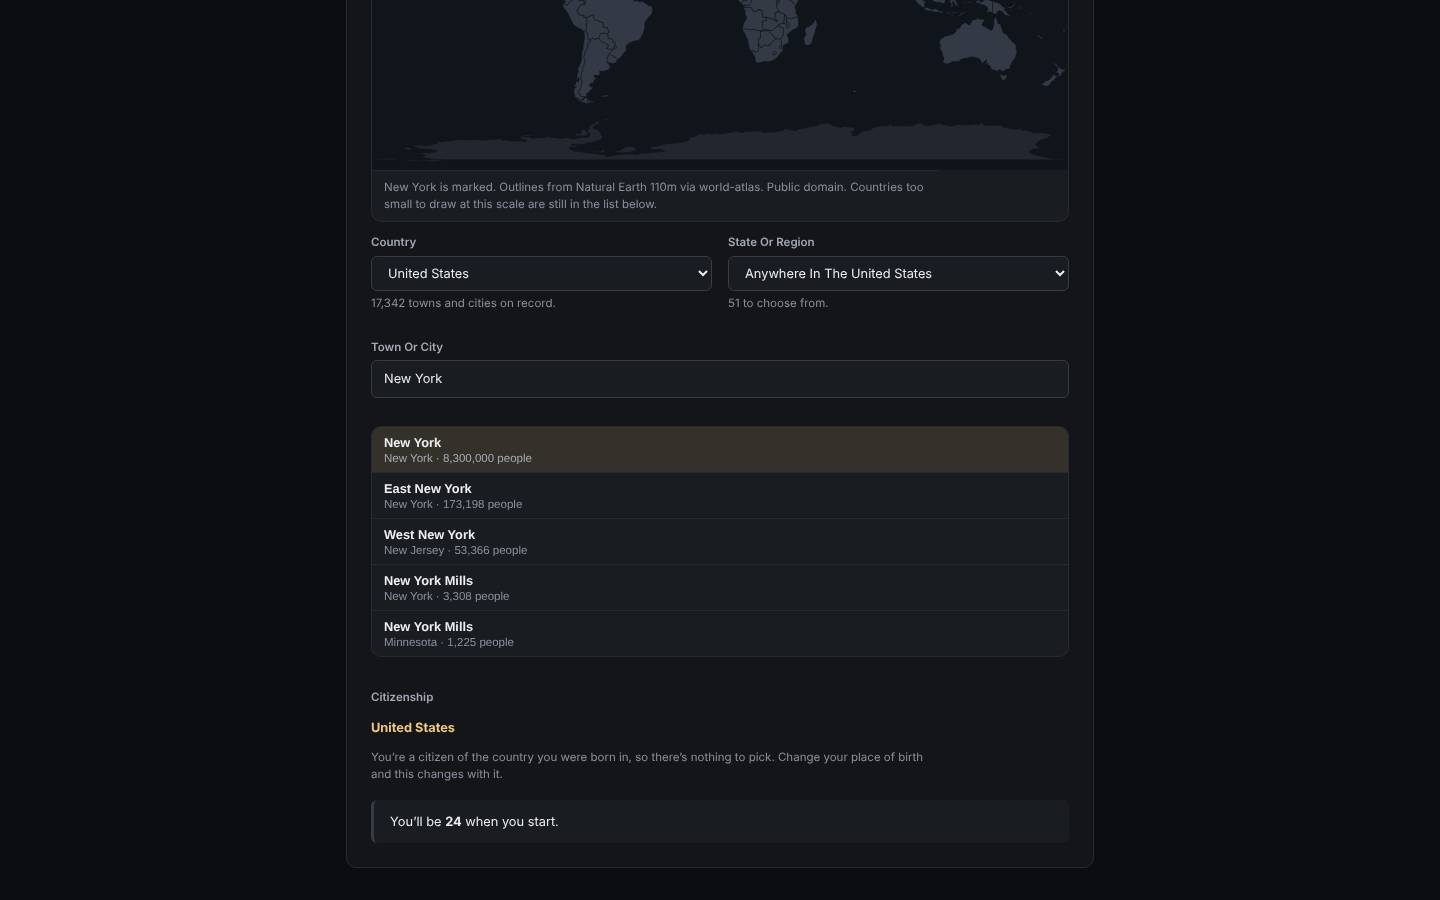 New York is marked. Outlines from Natural Earth 110m via world-atlas. Public domain. Countries too
small to draw at this scale are still in the list below.
Country
State Or Region
United States
Anywhere In The United States
17,342 towns and cities on record.
51 to choose from.
Town Or City
New York
New York
New York · 8,300,000 people
East New York
New York · 173,198 people
West New York
New Jersey · 53,366 people
New York Mills
New York · 3,308 people
New York Mills
Minnesota · 1,225 people
Citizenship
United States
You’re a citizen of the country you were born in, so there’s nothing to pick. Change your place of birth
and this changes with it.
You’ll be 24 when you start.